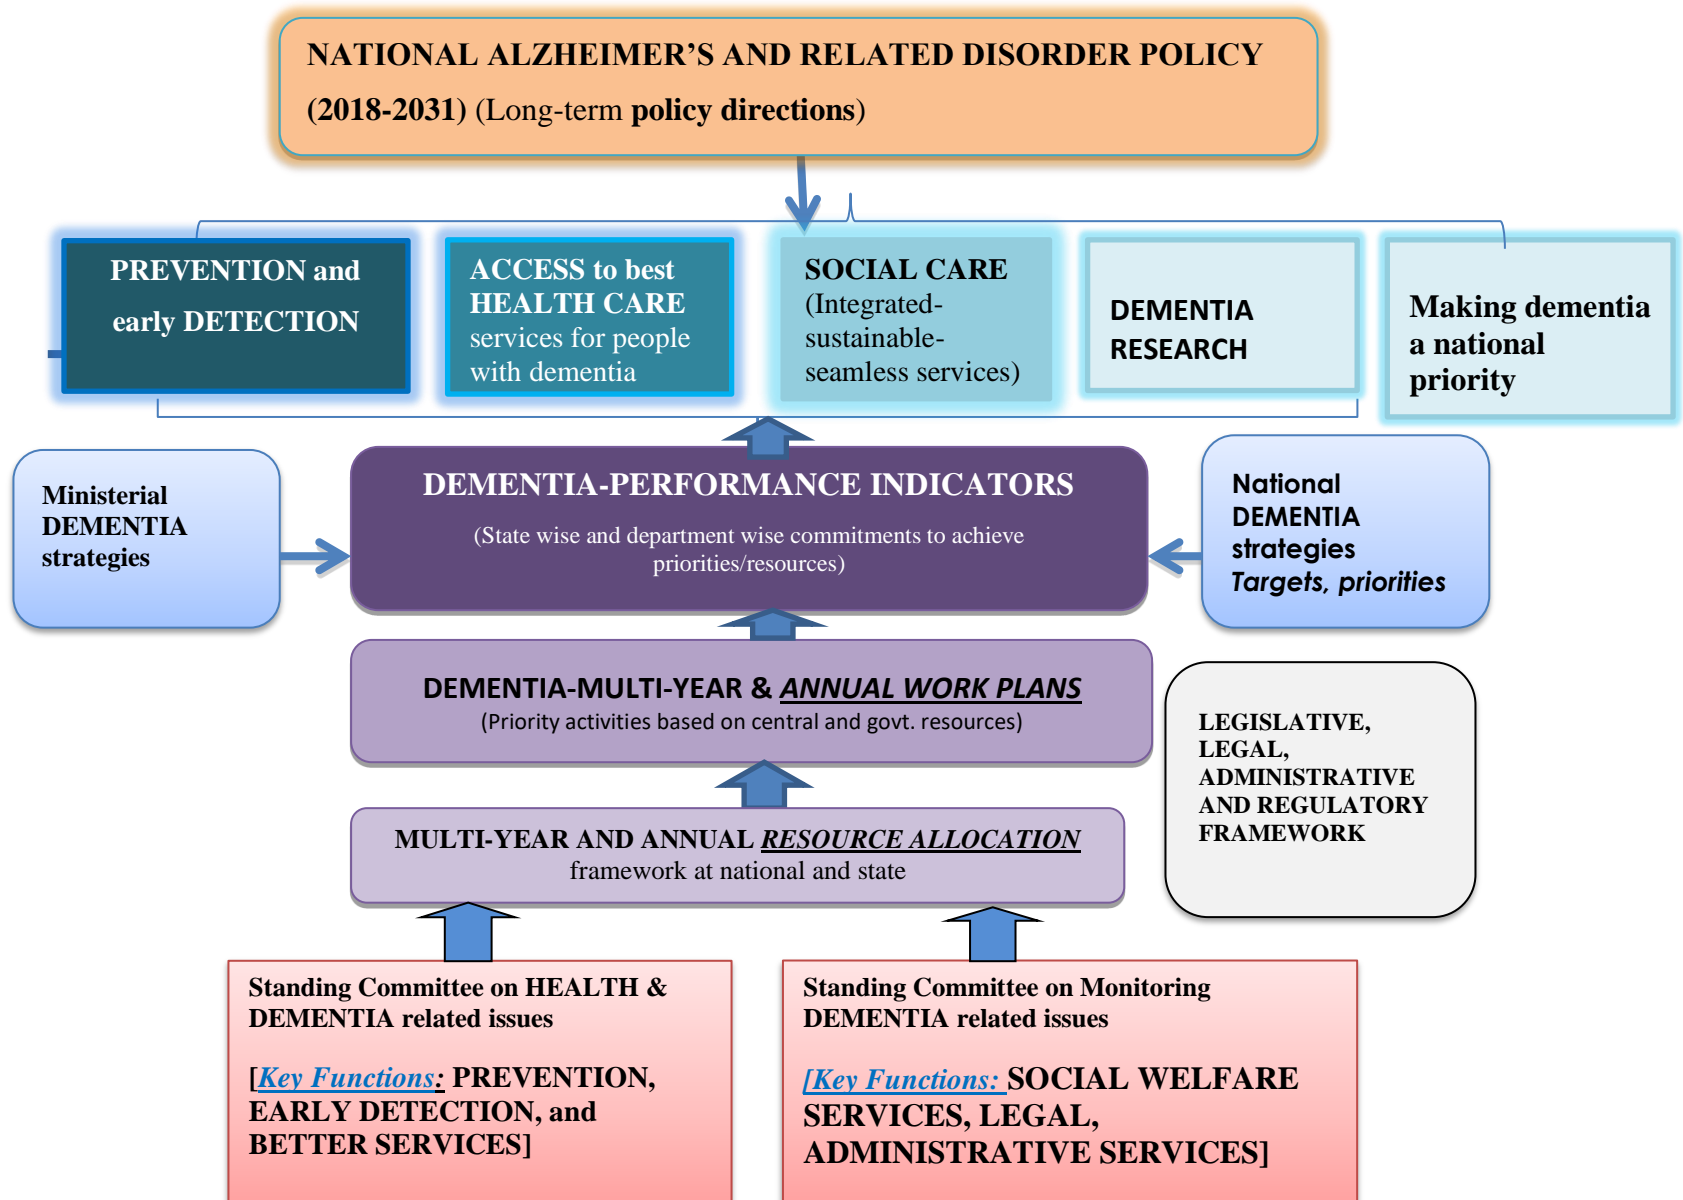 NATIONAL ALZHEIMER’S AND RELATED DISORDER POLICY
(2018-2031) (Long-term policy directions)
PREVENTION and
early DETECTION
ACCESS to best
HEALTH CARE
services for people
with dementia
SOCIAL CARE
(Integrated-
sustainable-
seamless services)
DEMENTIA
RESEARCH
Making dementia
a national
priority
Ministerial
DEMENTIA
strategies
DEMENTIA-PERFORMANCE INDICATORS
(State wise and department wise commitments to achieve
priorities/resources)
National
DEMENTIA
strategies
Targets, priorities
DEMENTIA-MULTI-YEAR & ANNUAL WORK PLANS
(Priority activities based on central and govt. resources)
LEGISLATIVE,
LEGAL,
ADMINISTRATIVE
AND REGULATORY
FRAMEWORK
MULTI-YEAR AND ANNUAL RESOURCE ALLOCATION
framework at national and state
Standing Committee on HEALTH &
DEMENTIA related issues
[Key Functions: PREVENTION,
EARLY DETECTION, and
BETTER SERVICES]
Standing Committee on Monitoring
DEMENTIA related issues
[Key Functions: SOCIAL WELFARE
SERVICES, LEGAL,
ADMINISTRATIVE SERVICES]